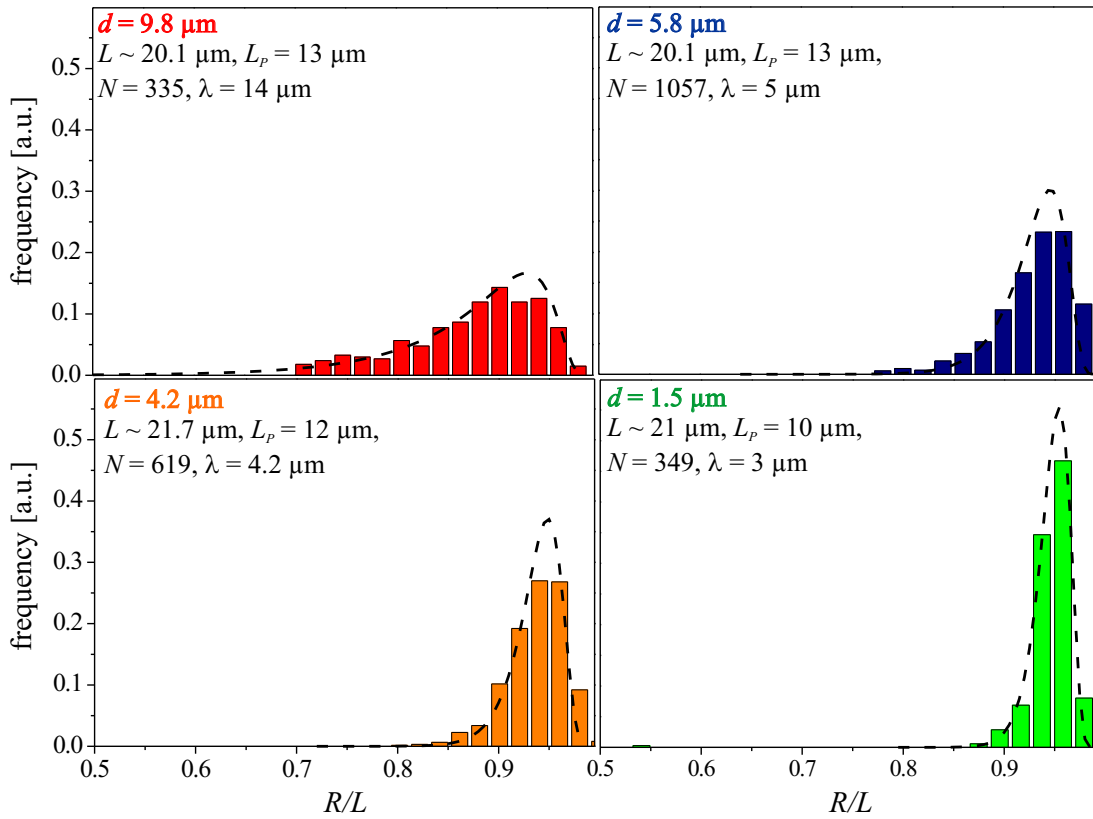 d = 9.8 µm
L ~ 20.1 µm, L_P = 13 µm
N = 335, λ = 14 µm
d = 5.8 µm
L ~ 20.1 µm, L_P = 13 µm,
N = 1057, λ = 5 µm
frequency [a.u.]
0.5
0.4
0.3
0.2
0.1
0.0
d = 4.2 µm
L ~ 21.7 µm, L_P = 12 µm,
N = 619, λ = 4.2 µm
d = 1.5 µm
L ~ 21 µm, L_P = 10 µm,
N = 349, λ = 3 µm
frequency [a.u.]
0.5
0.4
0.3
0.2
0.1
0.0
0.5 0.6 0.7 0.8 0.9 0.5 0.6 0.7 0.8 0.9
R/L R/L